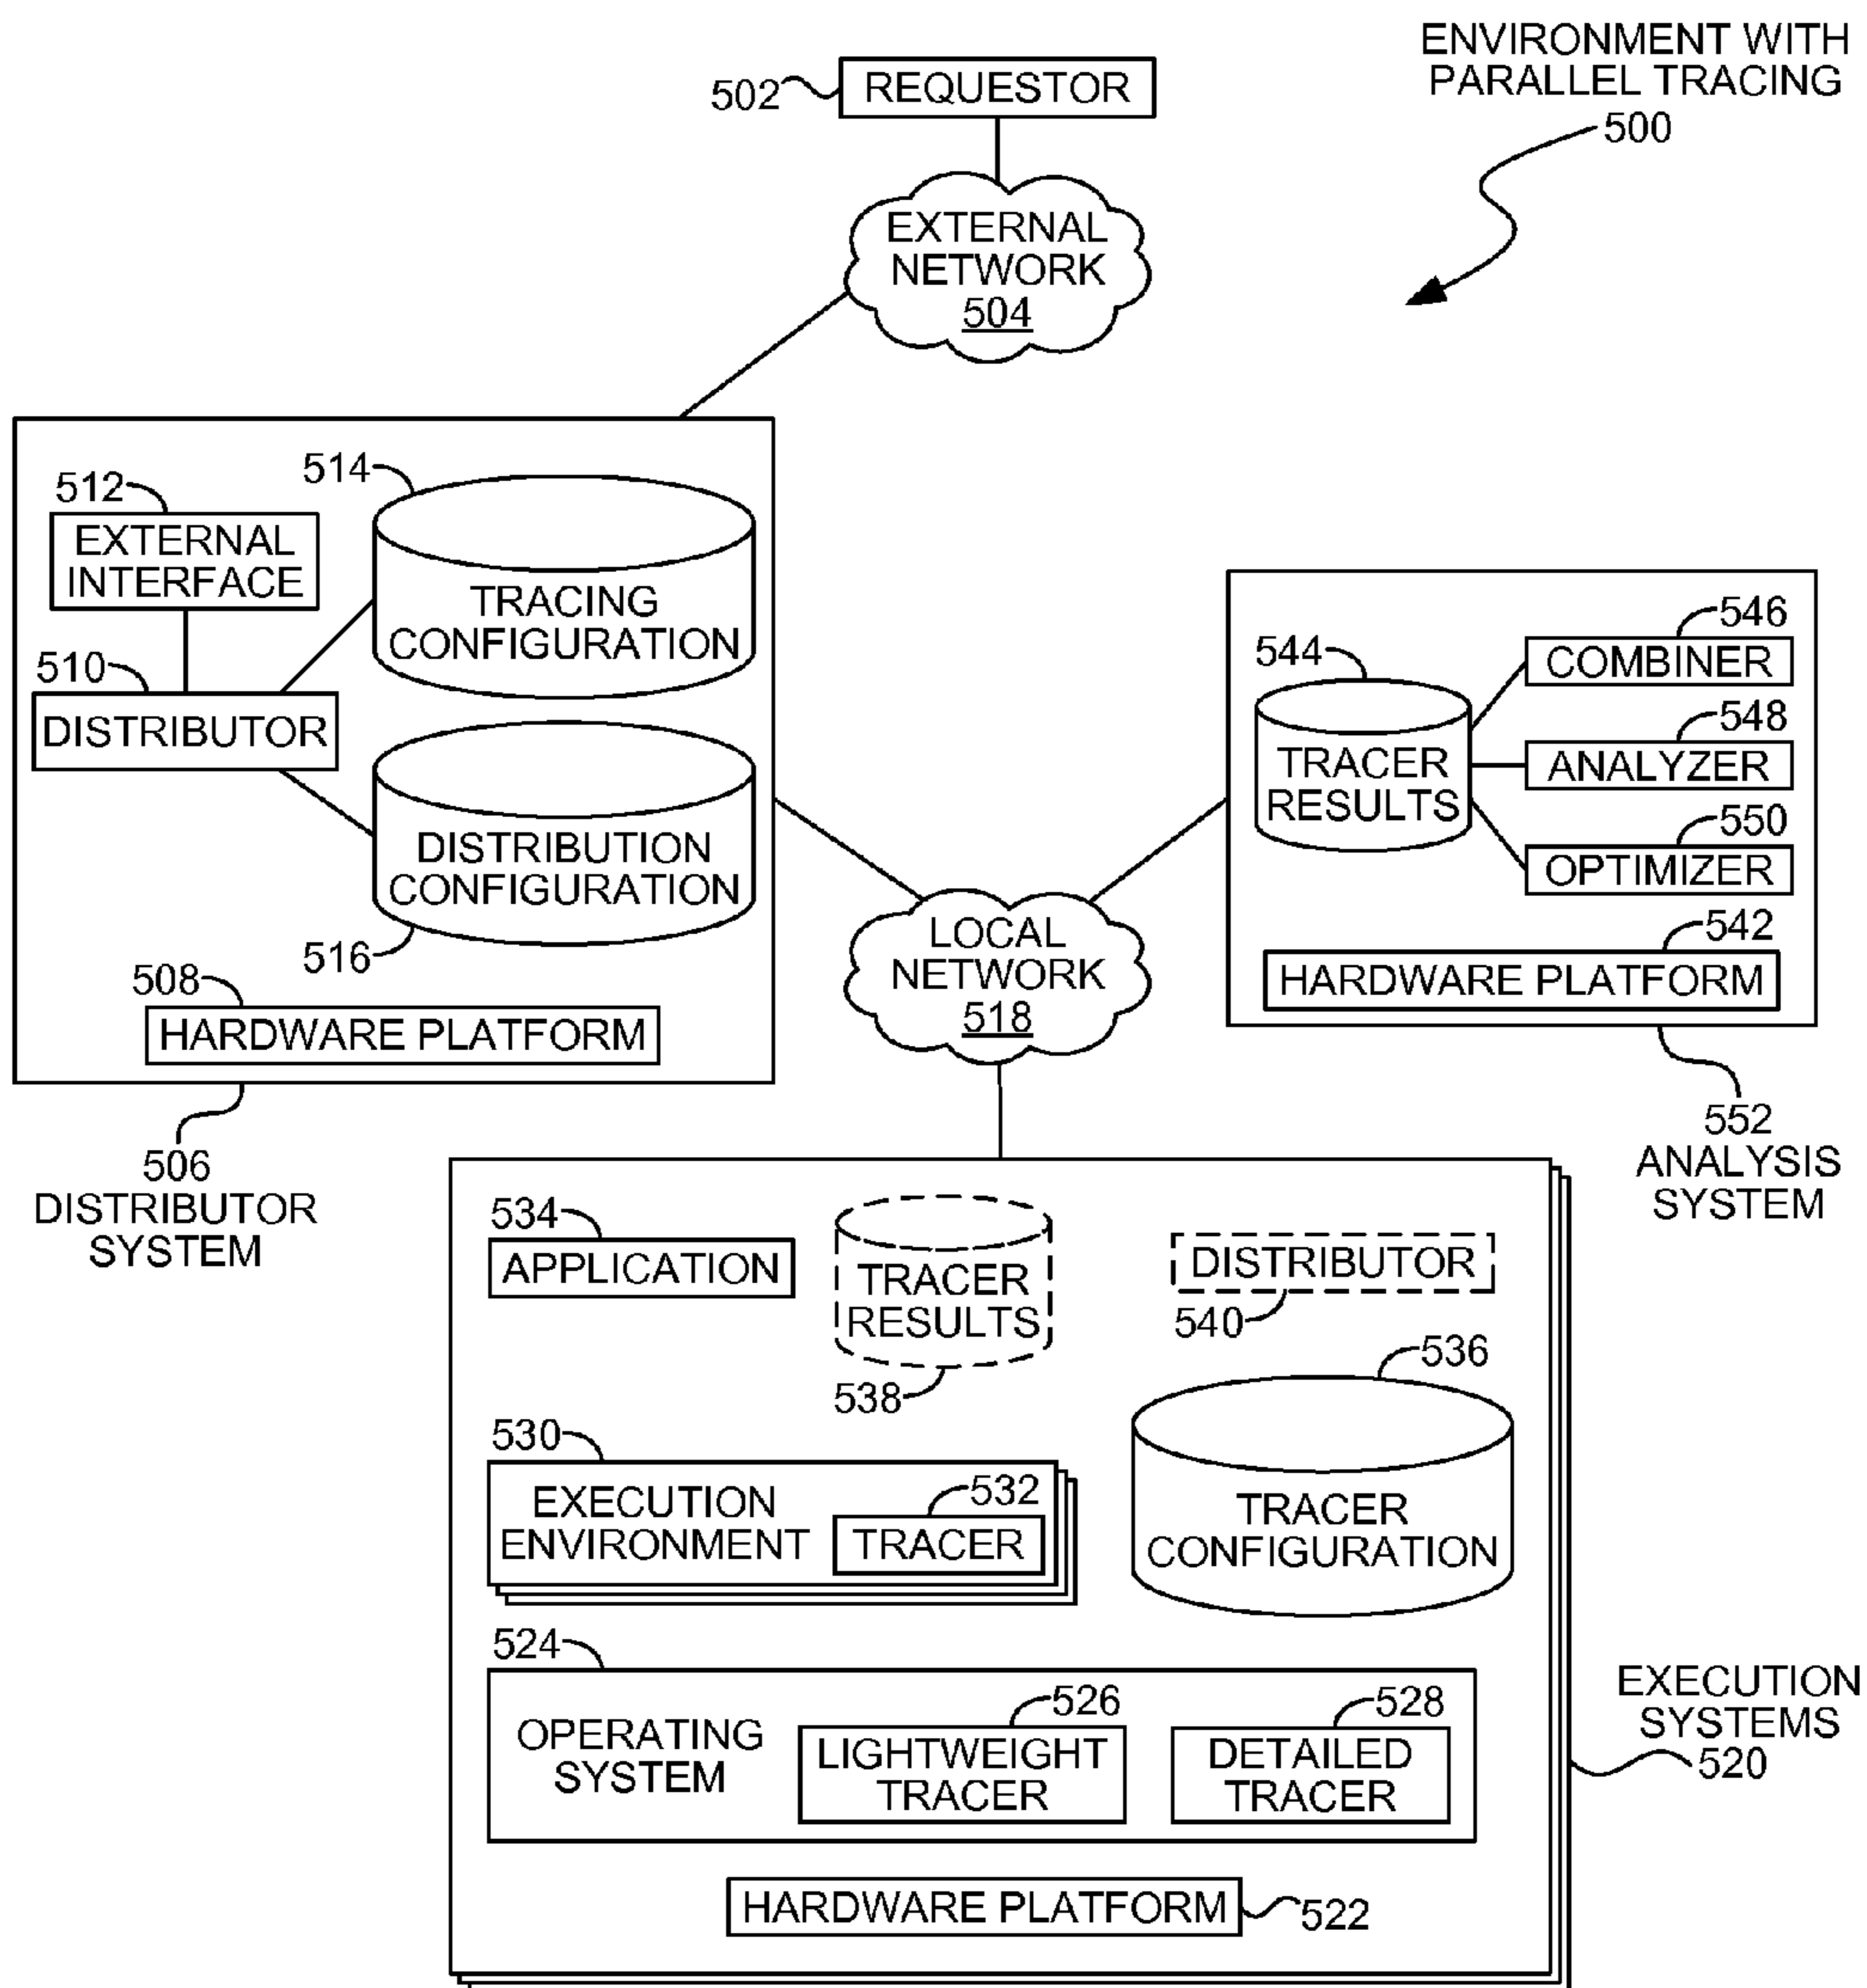 ENVIRONMENT WITH
PARALLEL TRACING
500
502
REQUESTOR
EXTERNAL
NETWORK
504
512
EXTERNAL
INTERFACE
514
TRACING
CONFIGURATION
510
DISTRIBUTOR
DISTRIBUTION
CONFIGURATION
516
508
HARDWARE PLATFORM
506
DISTRIBUTOR
SYSTEM
LOCAL
NETWORK
518
544
TRACER
RESULTS
546
COMBINER
548
ANALYZER
550
OPTIMIZER
542
HARDWARE PLATFORM
552
ANALYSIS
SYSTEM
534
APPLICATION
TRACER
RESULTS
538
DISTRIBUTOR
540
536
TRACER
CONFIGURATION
530
EXECUTION
ENVIRONMENT
532
TRACER
524
OPERATING
SYSTEM
526
LIGHTWEIGHT
TRACER
528
DETAILED
TRACER
EXECUTION
SYSTEMS
520
HARDWARE PLATFORM
522